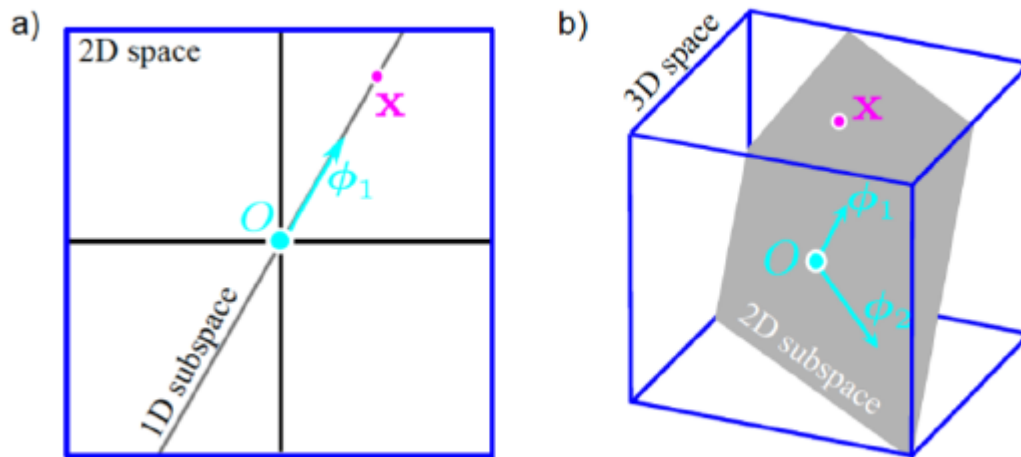 a)
2D space
x
ϕ₁
O
1D subspace
b)
3D space
x
ϕ₁
O
ϕ₂
2D subspace